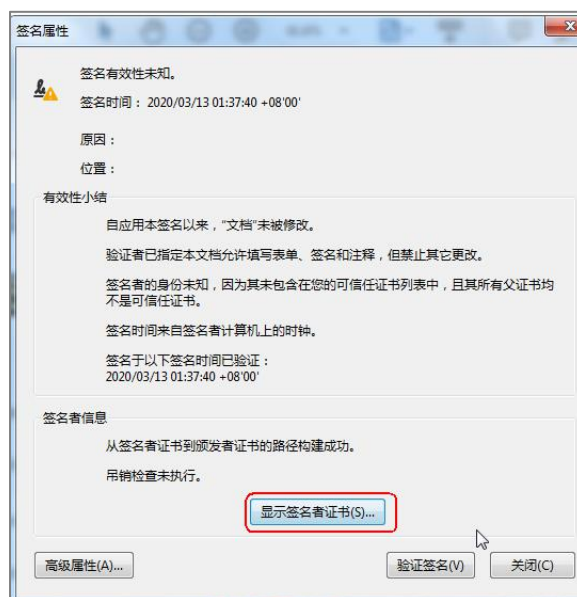 签名属性
签名有效性未知。
签名时间： 2020/03/13 01:37:40 +08'00'
原因：
位置：
有效性小结
自应用本签名以来，"文档"未被修改。
验证者已指定本文档允许填写表单、签名和注释，但禁止其它更改。
签名者的身份未知，因为其未包含在您的可信任证书列表中，且其所有父证书均
不是可信任证书。
签名时间来自签名者计算机上的时钟。
签名于以下签名时间已验证：
2020/03/13 01:37:40 +08'00'
签名者信息
从签名者证书到颁发者证书的路径构建成功。
吊销检查未执行。
显示签名者证书(S)...
高级属性(A)...
验证签名(V)
关闭(C)